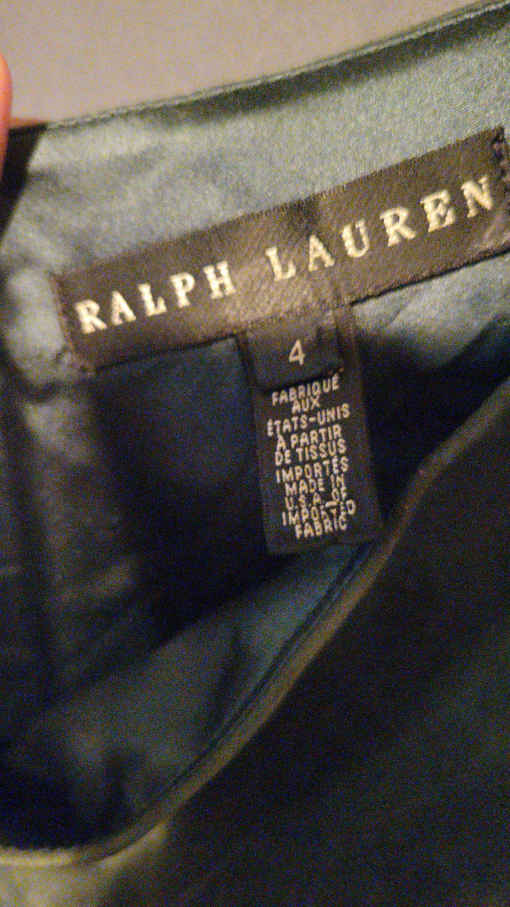 RALPH LAUREN
4
FABRIQUÉ
AUX
ÉTATS-UNIS
À PARTIR
DE TISSUS
IMPORTÉS
MADE IN
U.S.A. OF
IMPORTED
FABRIC